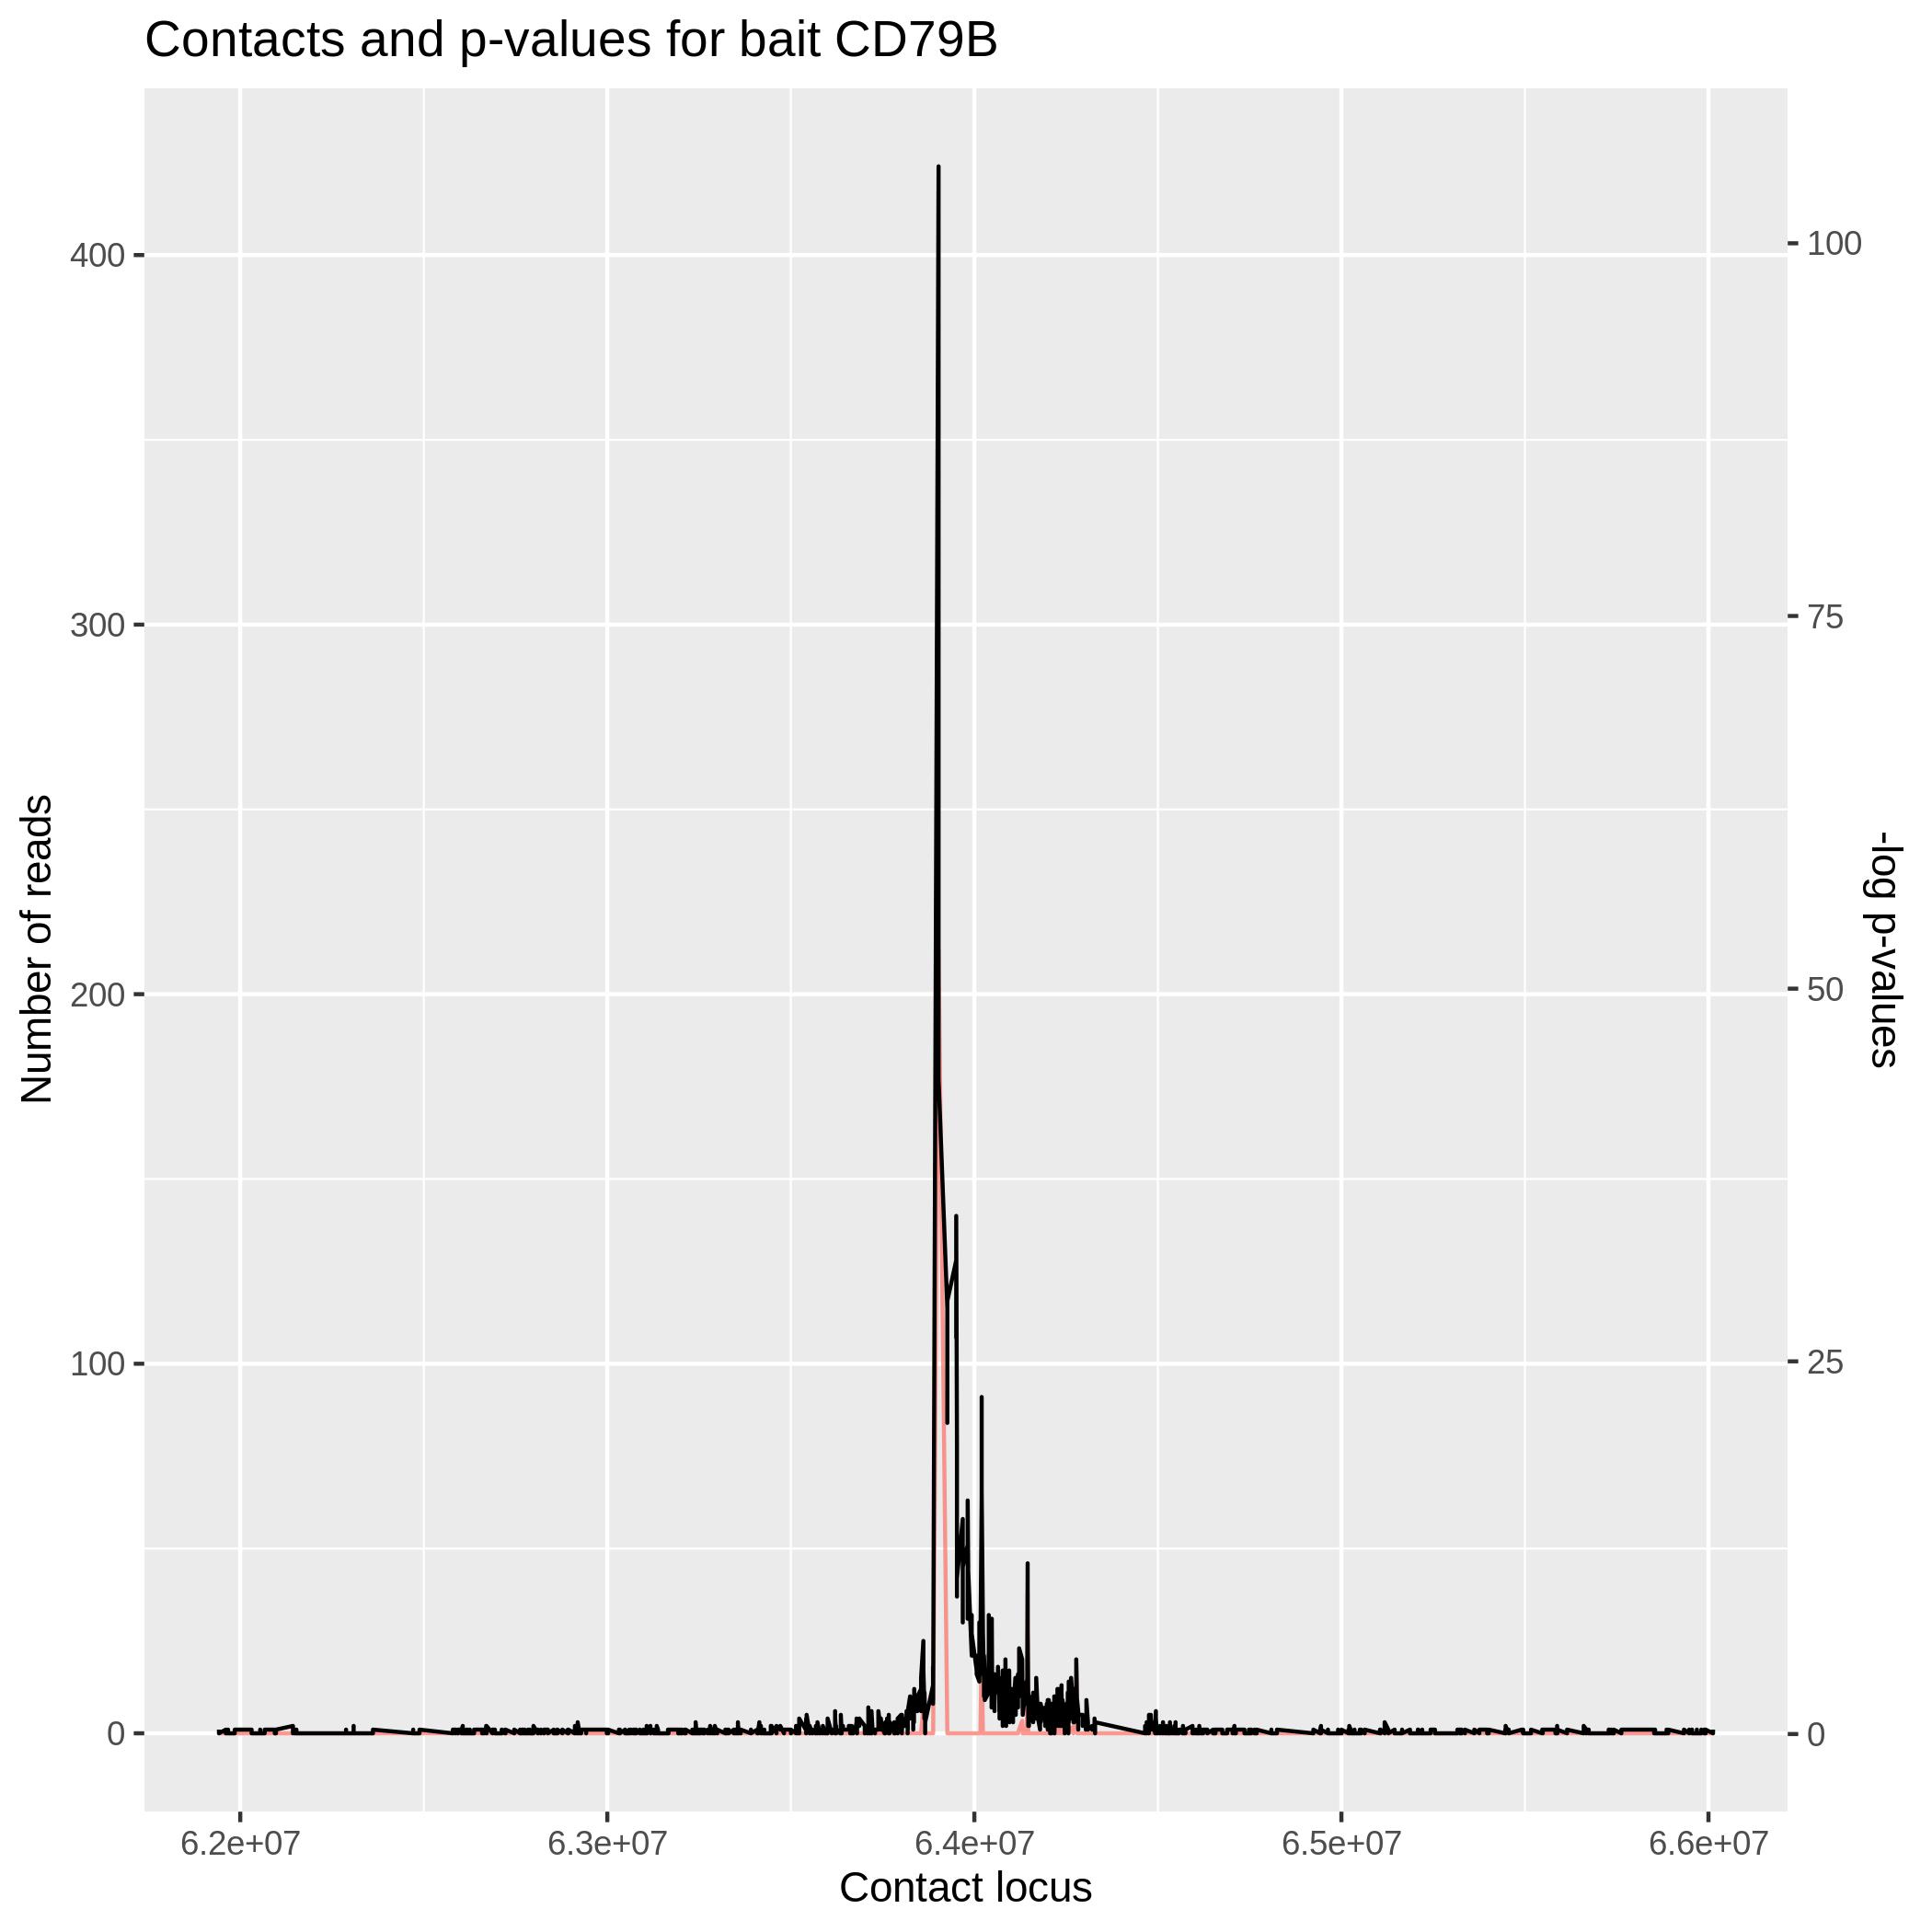 Contacts and p-values for bait CD79B
400
300
200
100
0
Number of reads
100
75
50
25
0
-log p-values
6.2e+07
6.3e+07
6.4e+07
6.5e+07
6.6e+07
Contact locus